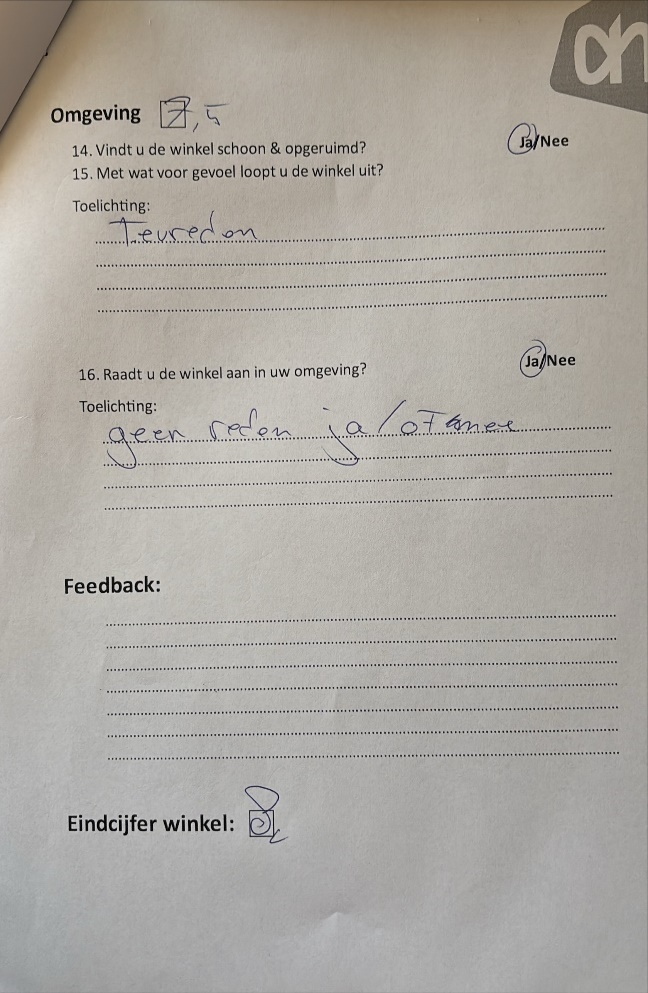 ah
Omgeving 7,5
14. Vindt u de winkel schoon & opgeruimd? Ja/Nee
15. Met wat voor gevoel loopt u de winkel uit?
Toelichting:
Tevreden
16. Raadt u de winkel aan in uw omgeving? Ja/Nee
Toelichting:
geen reden ja/of nee
Feedback:
Eindcijfer winkel: 8